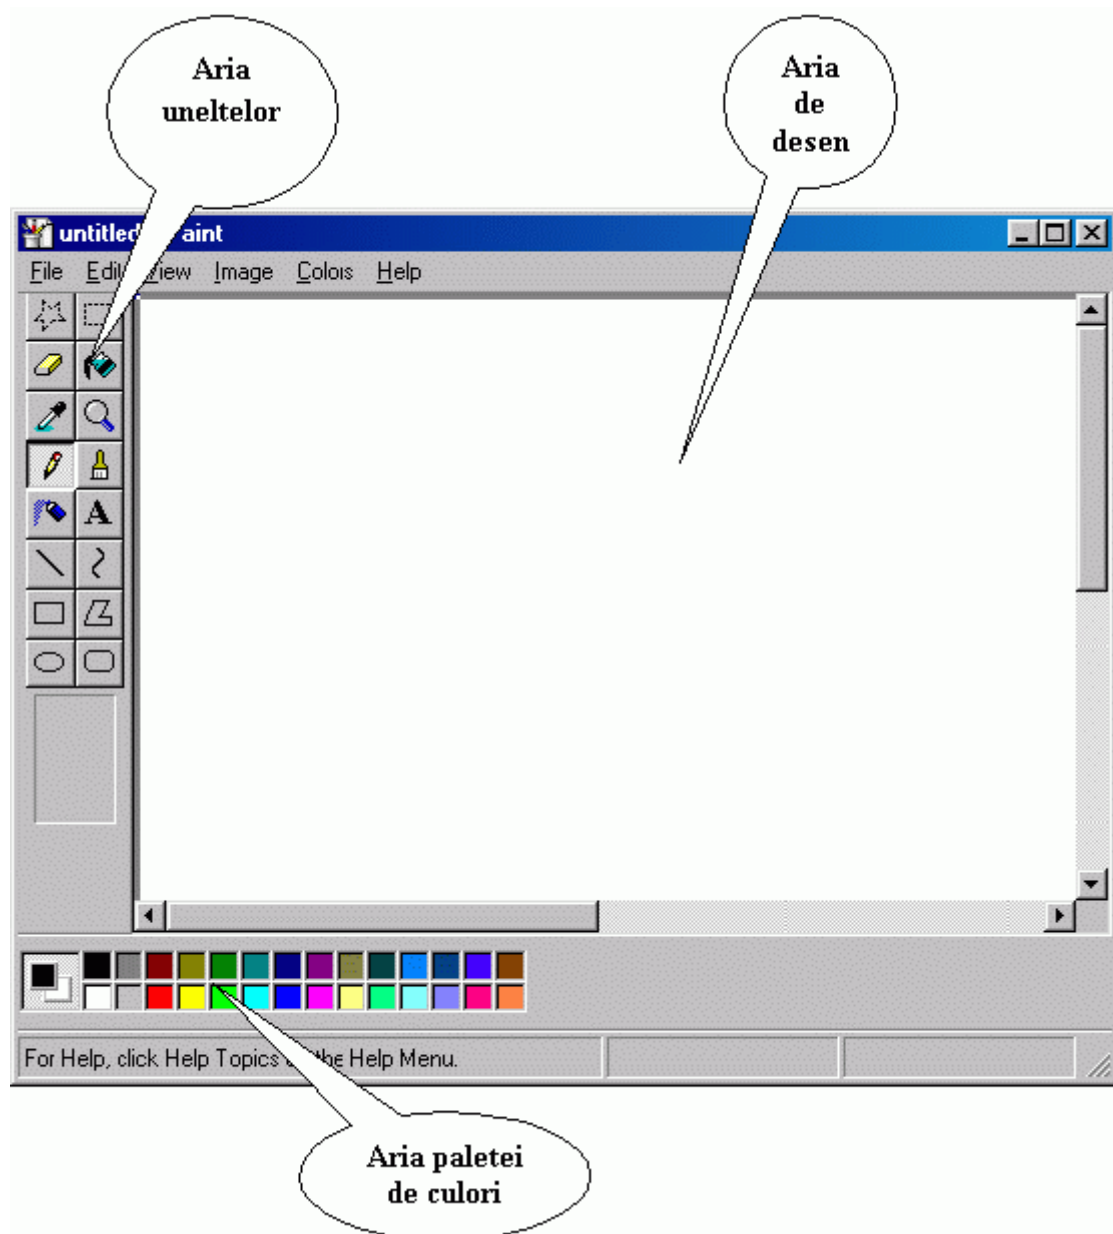 Aria
uneltelor
Aria
de
desen
untitled aint
File Edit View Image Colors Help
A
For Help, click Help Topics the Help Menu.
Aria paletei
de culori